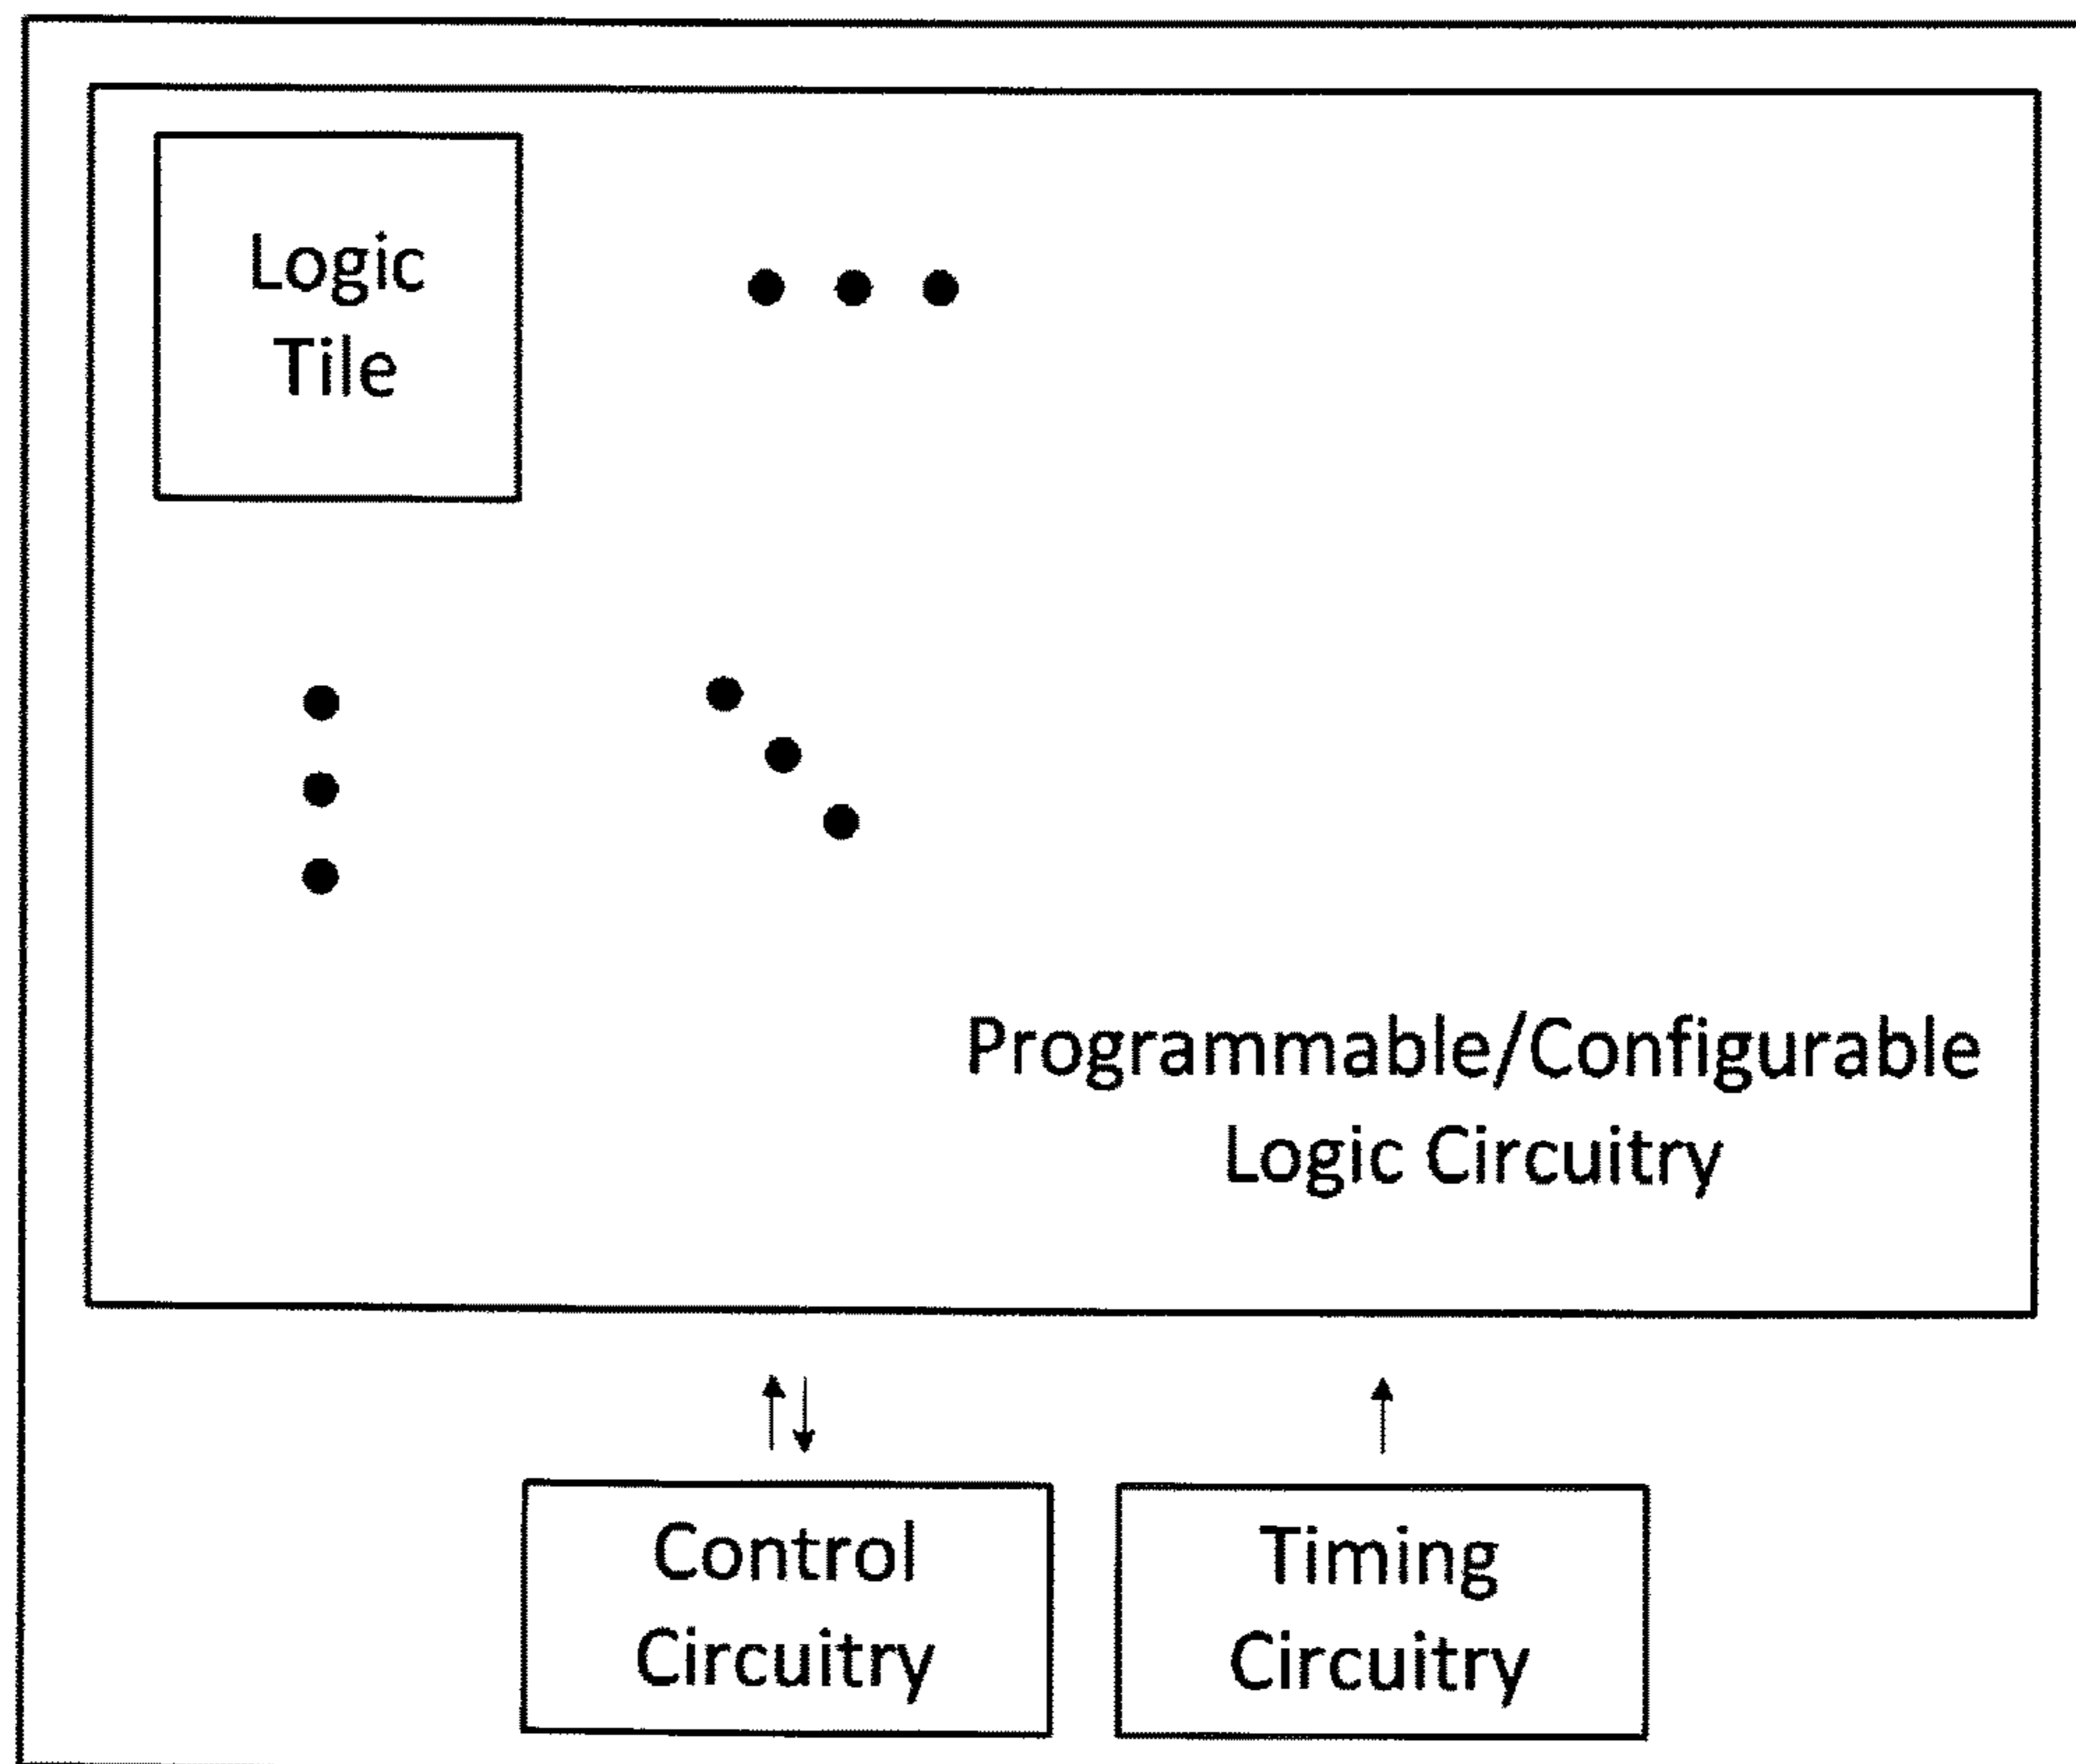 Logic
Tile
Programmable/Configurable
Logic Circuitry
Control
Circuitry
Timing
Circuitry